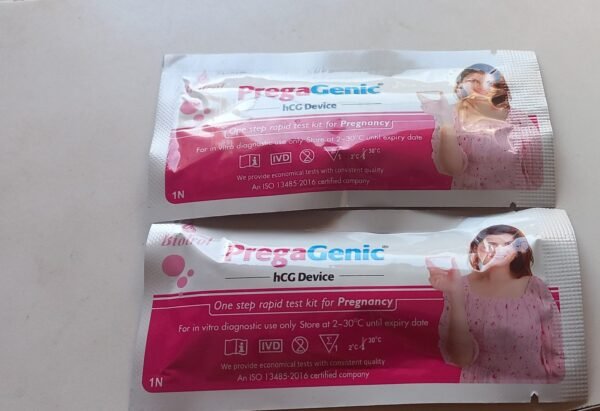 PregaGenic
hCG Device
One step rapid test kit for Pregnancy
For in vitro diagnostic use only Store at 2-30°C until expiry date
IVD 2 Σ 1 2°C 30°C
We provide economical tests with consistent quality
An ISO 13485-2016 certified company
1N
PregaGenic
hCG Device
One step rapid test kit for Pregnancy
For in vitro diagnostic use only Store at 2-30°C until expiry date
IVD 2 Σ 1 2°C 30°C
We provide economical tests with consistent quality
An ISO 13485-2016 certified company
1N